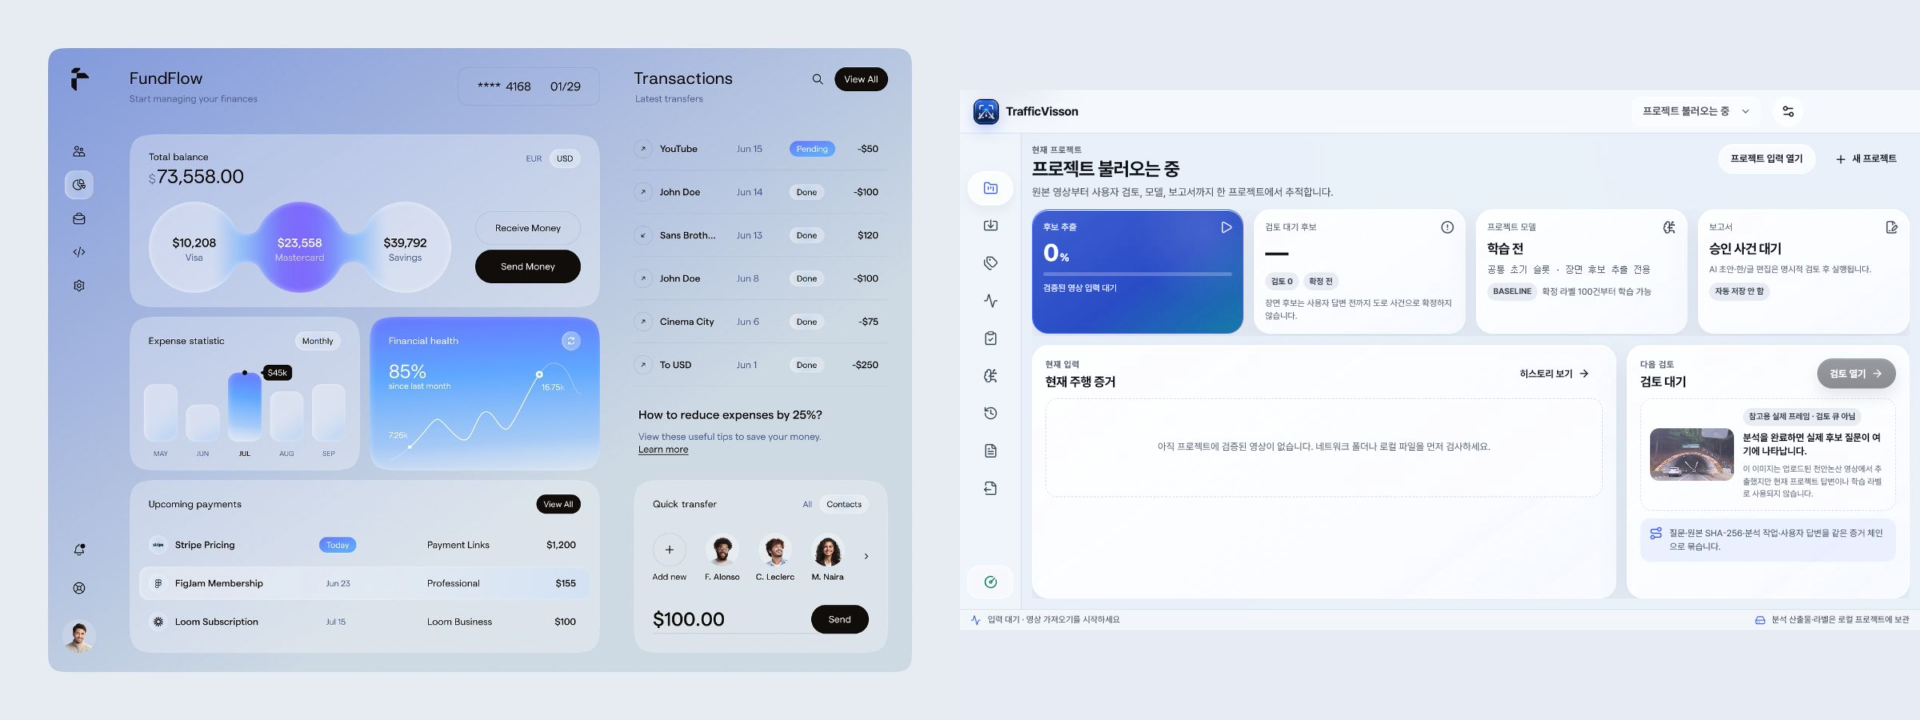 FundFlow
Start managing your finances
**** 4168 01/29
Total balance
$73,558.00
EUR USD
$10,208
Visa
$23,558
Mastercard
$39,792
Savings
Receive Money
Send Money
Expense statistic
Monthly
$45k
MAY JUN JUL AUG SEP
Financial health
85%
since last month
16.75k
7.26k
Upcoming payments
View All
Stripe Pricing Today Payment Links $1,200
FigJam Membership Jun 23 Professional $155
Loom Subscription Jul 15 Loom Business $100
Transactions
Latest transfers
View All
YouTube Jun 15 Pending -$50
John Doe Jun 14 Done -$100
Sans Broth... Jun 13 Done $120
John Doe Jun 8 Done -$100
Cinema City Jun 6 Done -$75
To USD Jun 1 Done -$250
How to reduce expenses by 25%?
View these useful tips to save your money.
Learn more
Quick transfer
All Contacts
Add new F. Alonso C. Leclerc M. Naira
$100.00
Send
TrafficVisson
프로젝트 불러오는 중
현재 프로젝트
프로젝트 불러오는 중
원본 영상부터 사용자 검토, 모델, 보고서까지 한 프로젝트에서 추적합니다.
프로젝트 입력 열기
새 프로젝트
후보 추출
0%
검증된 영상 입력 대기
검토 대기 후보
—
검토 0 확정 전
장면 후보는 사용자 답변 전까지 도로 사건으로 확정하지
않습니다.
프로젝트 모델
학습 전
공통 초기 슬롯 · 장면 후보 추출 전용
BASELINE 확정 라벨 100건부터 학습 가능
보고서
승인 사건 대기
AI 초안·한/글 편집은 명시적 검토 후 실행됩니다.
자동 저장 안 함
현재 입력
현재 주행 증거
히스토리 보기
아직 프로젝트에 검증된 영상이 없습니다. 네트워크 폴더나 로컬 파일을 먼저 검사하세요.
다음 검토
검토 대기
검토 열기
참고용 실제 프레임 · 검토 큐 아님
분석을 완료하면 실제 후보 질문이 여
기에 나타납니다.
이 이미지는 업로드된 천안논산 영상에서 추
출했지만 현재 프로젝트 답변이나 학습 라벨
로 사용되지 않습니다.
질문·원본 SHA-256·분석 작업·사용자 답변을 같은 증거 체인
으로 묶습니다.
입력 대기 · 영상 가져오기를 시작하세요
분석 산출물·라벨은 로컬 프로젝트에 보관